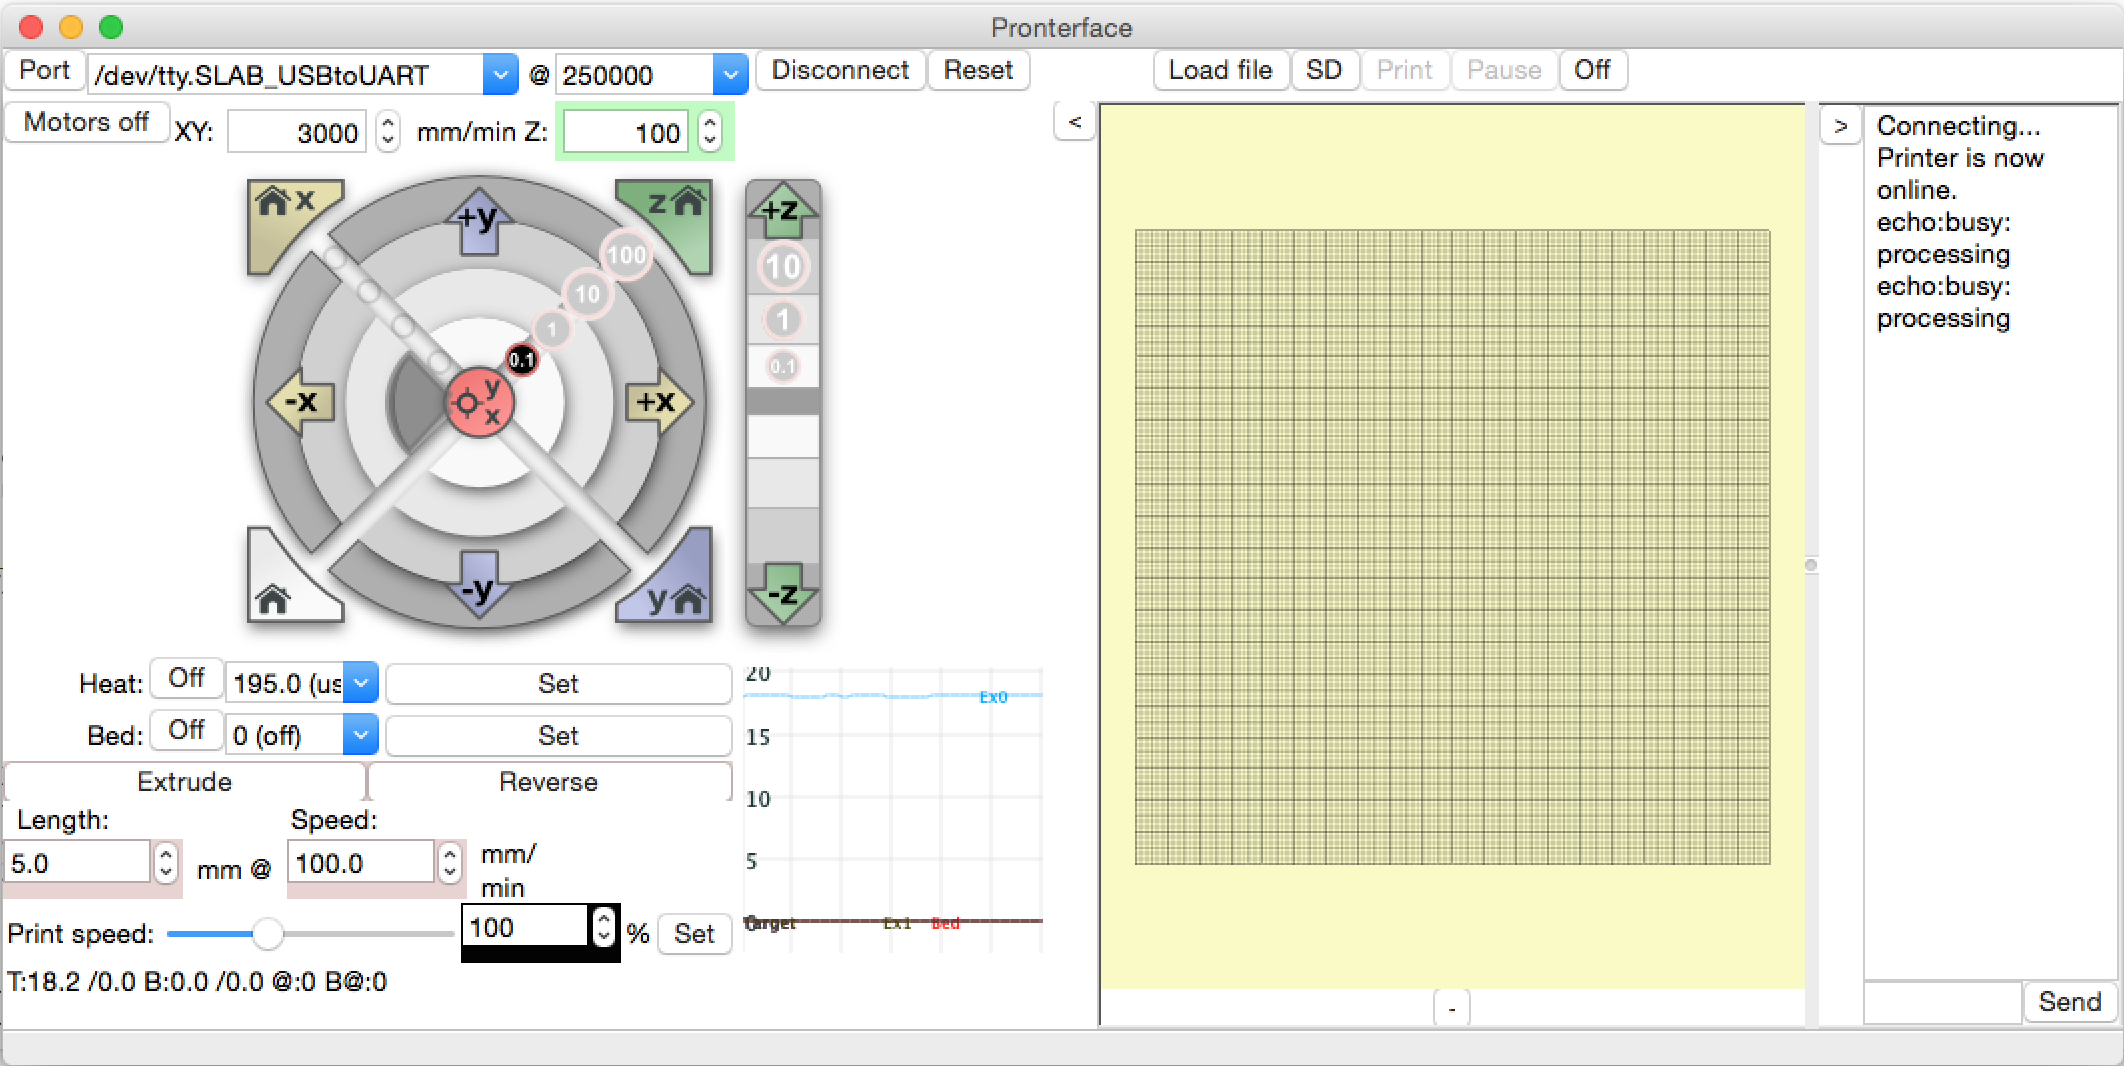 Pronterface
Port /dev/tty.SLAB_USBtoUART @ 250000 Disconnect Reset Load file SD Print Pause Off
Motors off XY: 3000 mm/min Z: 100
< >
Connecting...
Printer is now
online.
echo:busy:
processing
echo:busy:
processing
x +y z +z
100
10
1
0.1
10
1
0.1
-x y x +x
-y y -z
Heat: Off 195.0 (us Set
Bed: Off 0 (off) Set
Extrude Reverse
Length: Speed:
5.0 mm @ 100.0 mm/
min
Print speed: 100 % Set
T:18.2 /0.0 B:0.0 /0.0 @:0 B@:0
20
Ex0
15
10
5
0 Target Ex1 Bed
-
Send